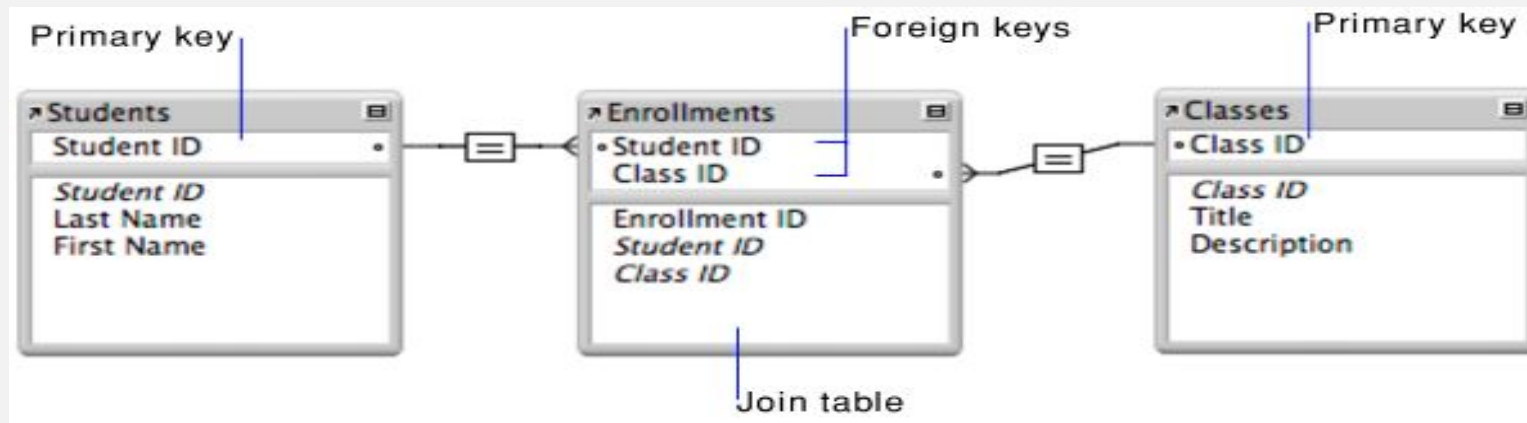 Primary key
Foreign keys
Primary key
Students
Student ID
Student ID
Last Name
First Name
Enrollments
Student ID
Class ID
Enrollment ID
Student ID
Class ID
Classes
Class ID
Class ID
Title
Description
Join table